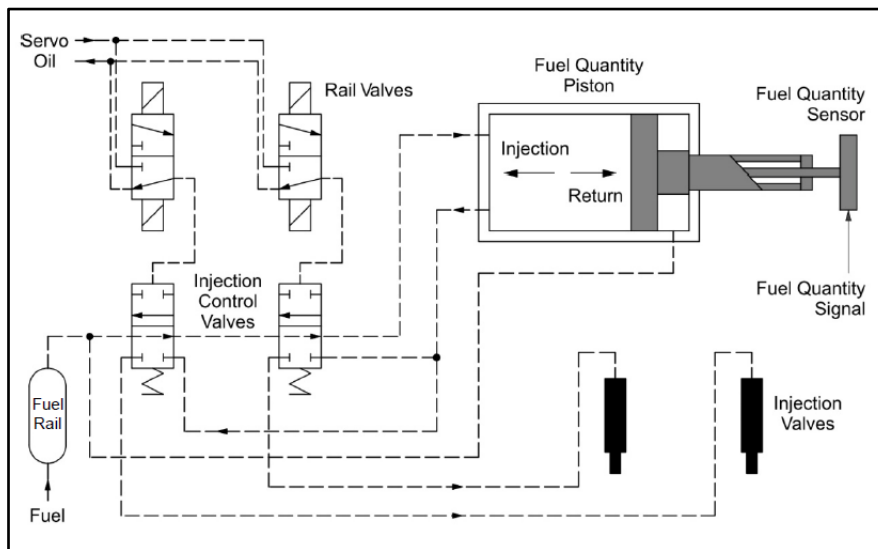 Servo
Oil
Rail Valves
Fuel Quantity
Piston
Fuel Quantity
Sensor
Injection
Return
Injection
Control
Valves
Fuel Quantity
Signal
Fuel
Rail
Injection
Valves
Fuel